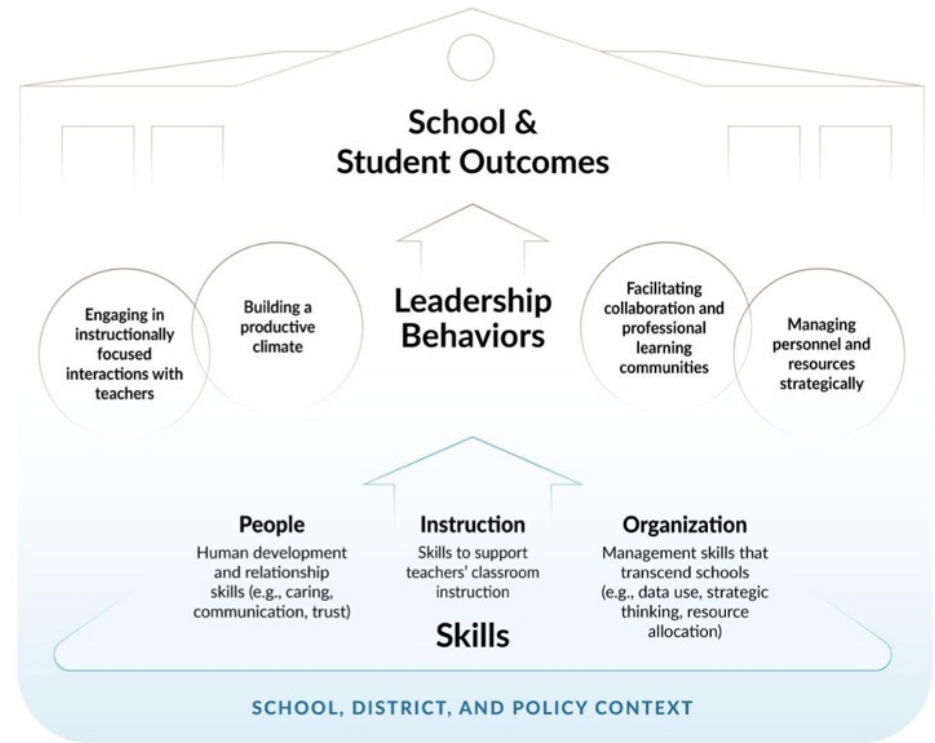 School &
Student Outcomes
Leadership
Behaviors
Engaging in
instructionally
focused
interactions with
teachers
Building a
productive
climate
Facilitating
collaboration and
professional
learning
communities
Managing
personnel and
resources
strategically
People
Human development
and relationship
skills (e.g., caring,
communication, trust)
Instruction
Skills to support
teachers' classroom
instruction
Organization
Management skills that
transcend schools
(e.g., data use, strategic
thinking, resource
allocation)
Skills
SCHOOL, DISTRICT, AND POLICY CONTEXT